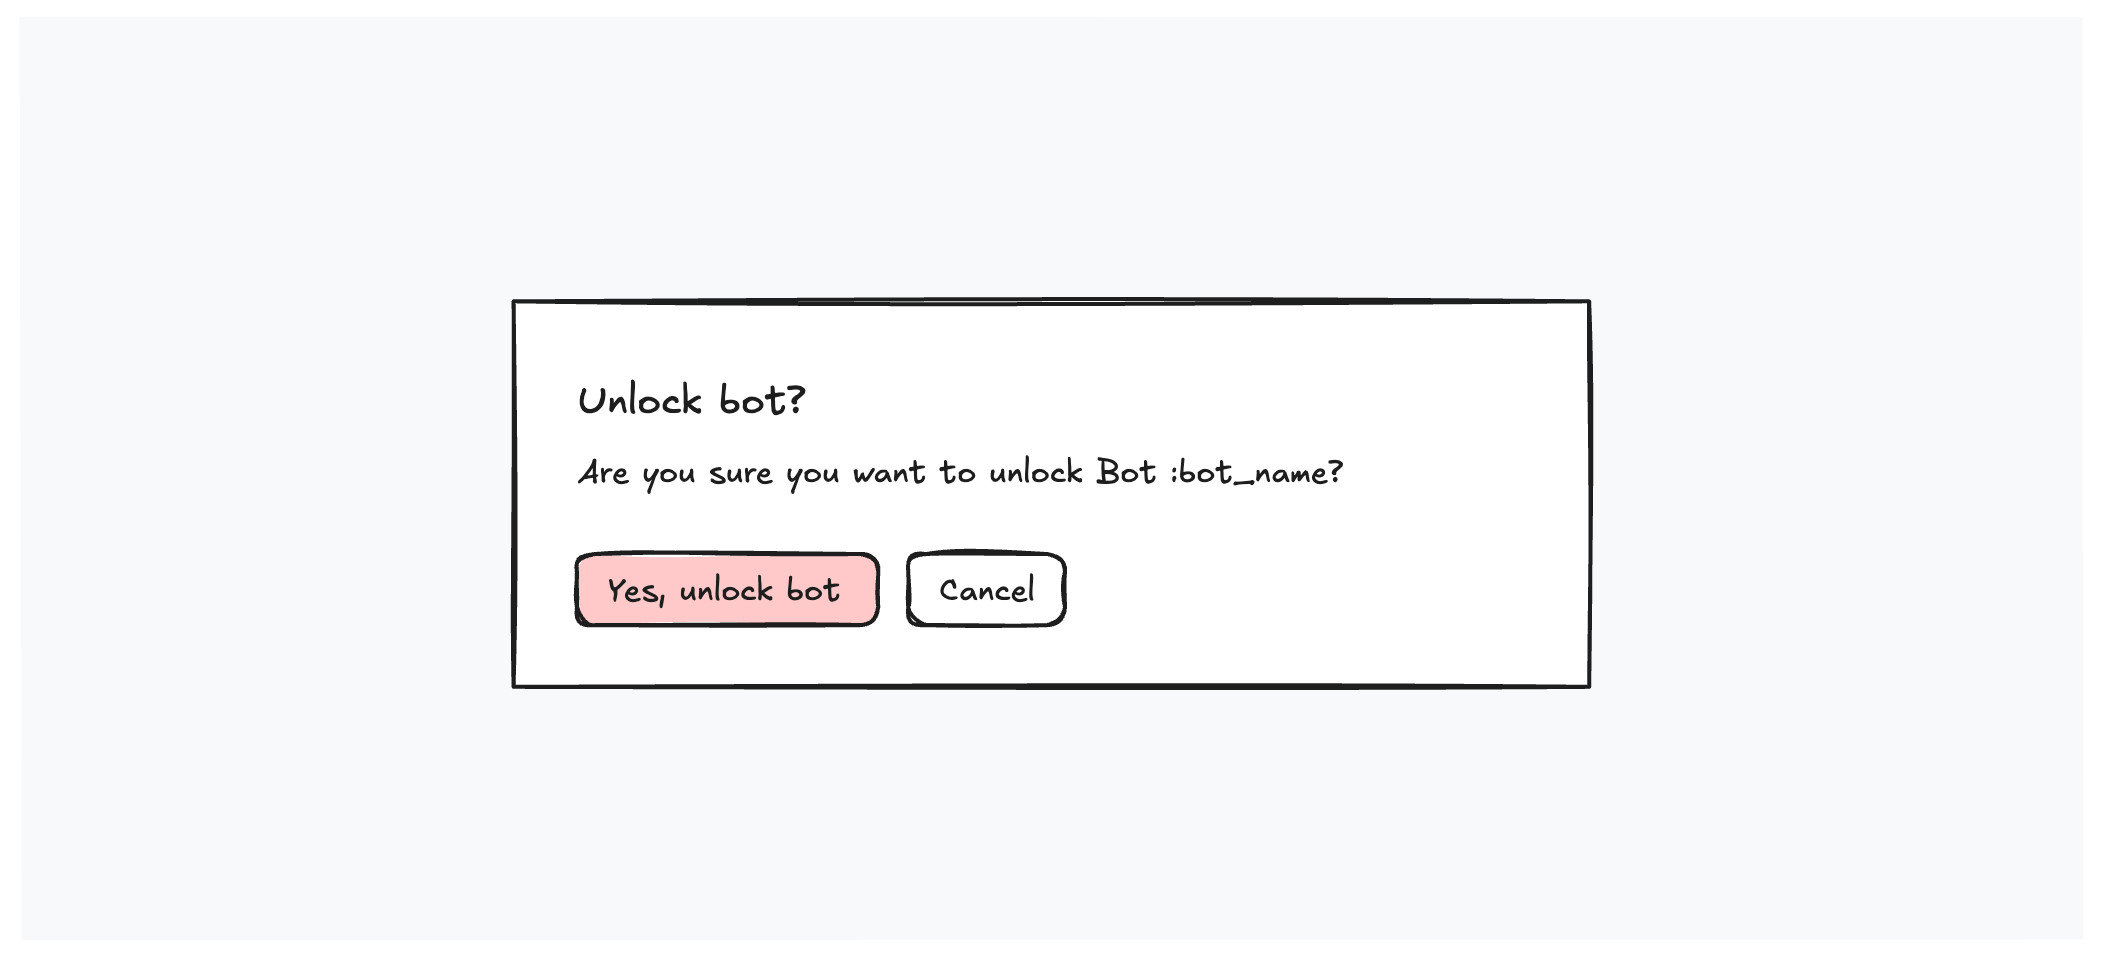 Unlock bot?
Are you sure you want to unlock Bot :bot_name?
Yes, unlock bot
Cancel